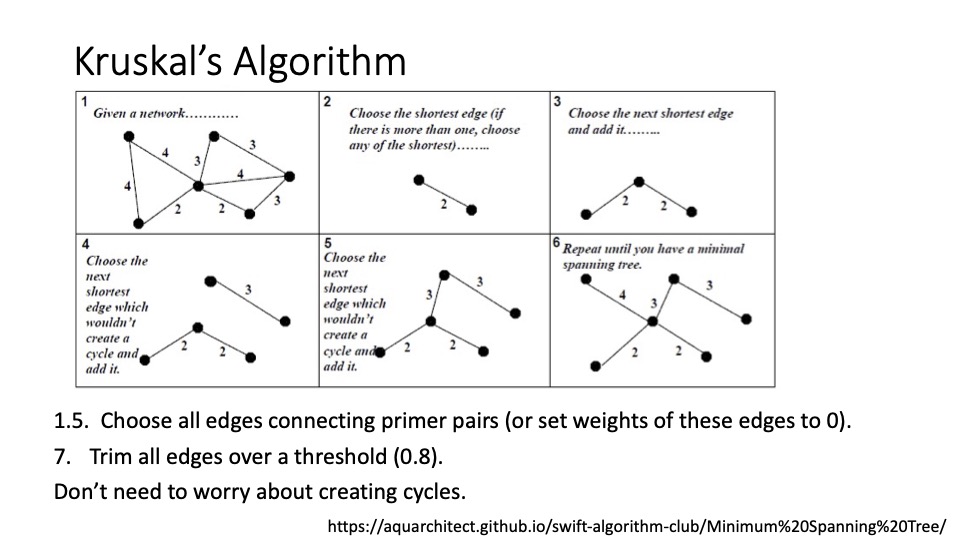 Kruskal's Algorithm
1
Given a network............
4
3
3
4
4
2
2
3
2
Choose the shortest edge (if
there is more than one, choose
any of the shortest)........
2
3
Choose the next shortest edge
and add it.........
2
2
4
Choose the
next
shortest
edge which
wouldn't
create a
cycle and
add it.
3
2
2
5
Choose the
next
shortest
edge which
wouldn't
create a
cycle and
add it.
3
3
2
2
6
Repeat until you have a minimal
spanning tree.
4
3
3
2
2
1.5. Choose all edges connecting primer pairs (or set weights of these edges to 0).
7. Trim all edges over a threshold (0.8).
Don't need to worry about creating cycles.
https://aquarchitect.github.io/swift-algorithm-club/Minimum%20Spanning%20Tree/